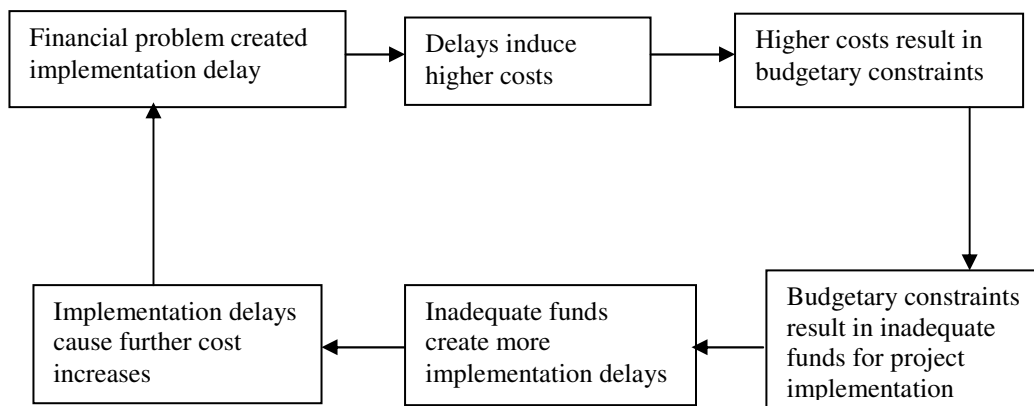 Financial problem created
implementation delay
Delays induce
higher costs
Higher costs result in
budgetary constraints
Budgetary constraints
result in inadequate
funds for project
implementation
Inadequate funds
create more
implementation delays
Implementation delays
cause further cost
increases